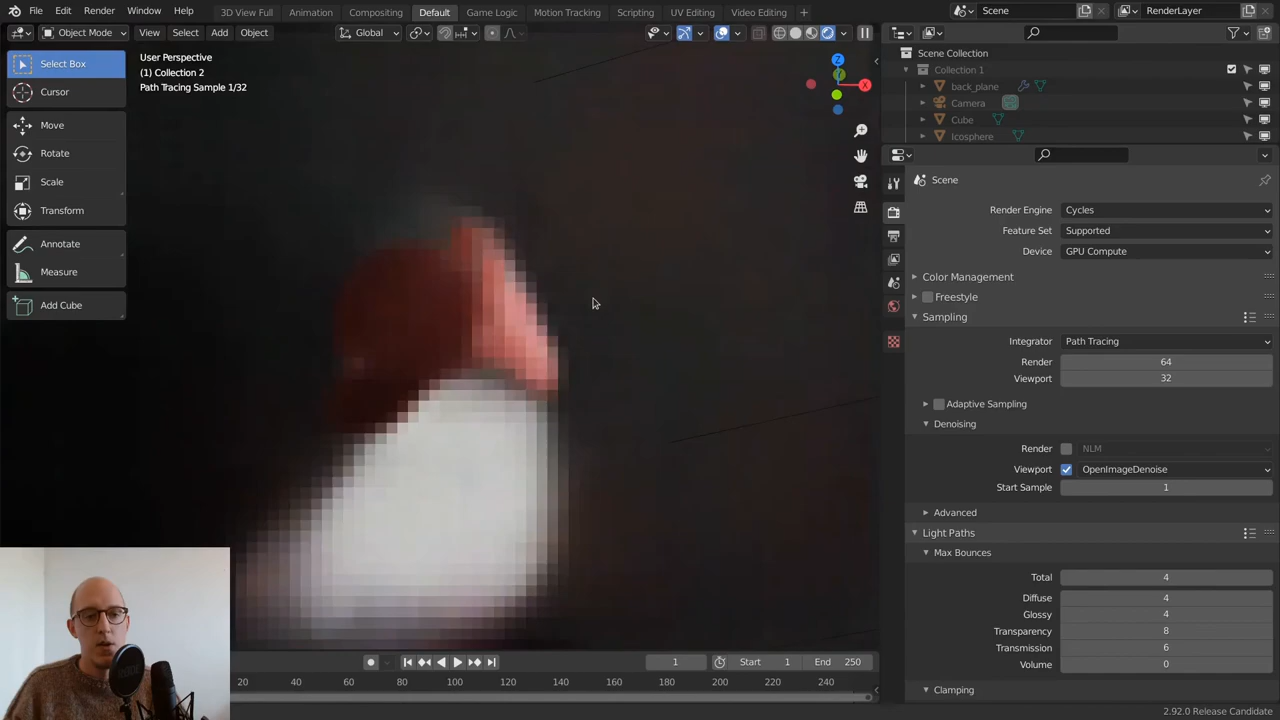 File Edit Render Window Help 3D View Full Animation Compositing Default Game Logic Motion Tracking Scripting UV Editing Video Editing + Scene RenderLayer
Object Mode View Select Add Object Global
Select Box
Cursor
Move
Rotate
Scale
Transform
Annotate
Measure
Add Cube
User Perspective
(1) Collection 2
Path Tracing Sample 1/32
Z
Y
X
Scene Collection
Collection 1
back_plane
Camera
Cube
Icosphere
Scene
Render Engine Cycles
Feature Set Supported
Device GPU Compute
Color Management
Freestyle
Sampling
Integrator Path Tracing
Render 64
Viewport 32
Adaptive Sampling
Denoising
Render NLM
Viewport OpenImageDenoise
Start Sample 1
Advanced
Light Paths
Max Bounces
Total 4
Diffuse 4
Glossy 4
Transparency 8
Transmission 6
Volume 0
Clamping
1 Start 1 End 250
20 40 60 80 100 120 140 160 180 200 220 240
2.92.0 Release Candidate